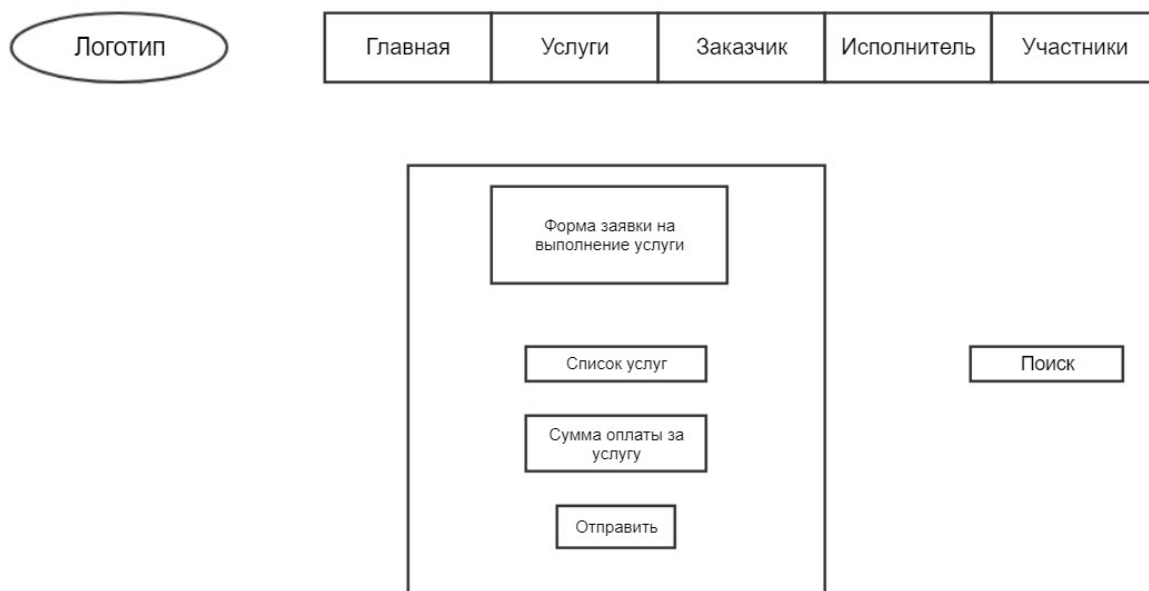 Логотип
Главная Услуги Заказчик Исполнитель Участники
Форма заявки на
выполнение услуги
Список услуг
Поиск
Сумма оплаты за
услугу
Отправить